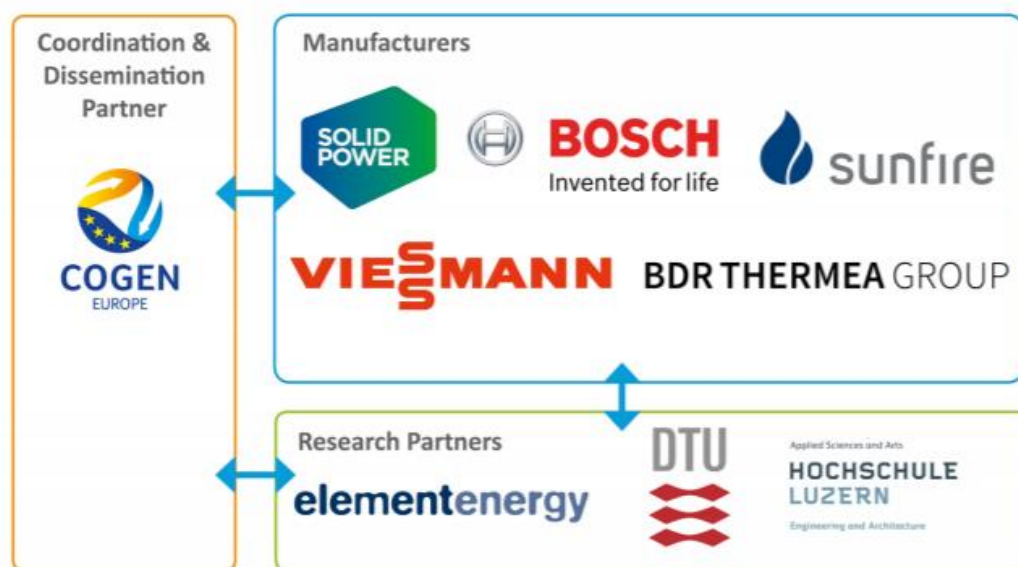 Coordination &
Dissemination
Partner
COGEN
EUROPE
Manufacturers
SOLID
POWER
BOSCH
Invented for life
sunfire
VIESSMANN
BDR THERMEA GROUP
Research Partners
elementenergy
DTU
Applied Sciences and Arts
HOCHSCHULE
LUZERN
Engineering and Architecture